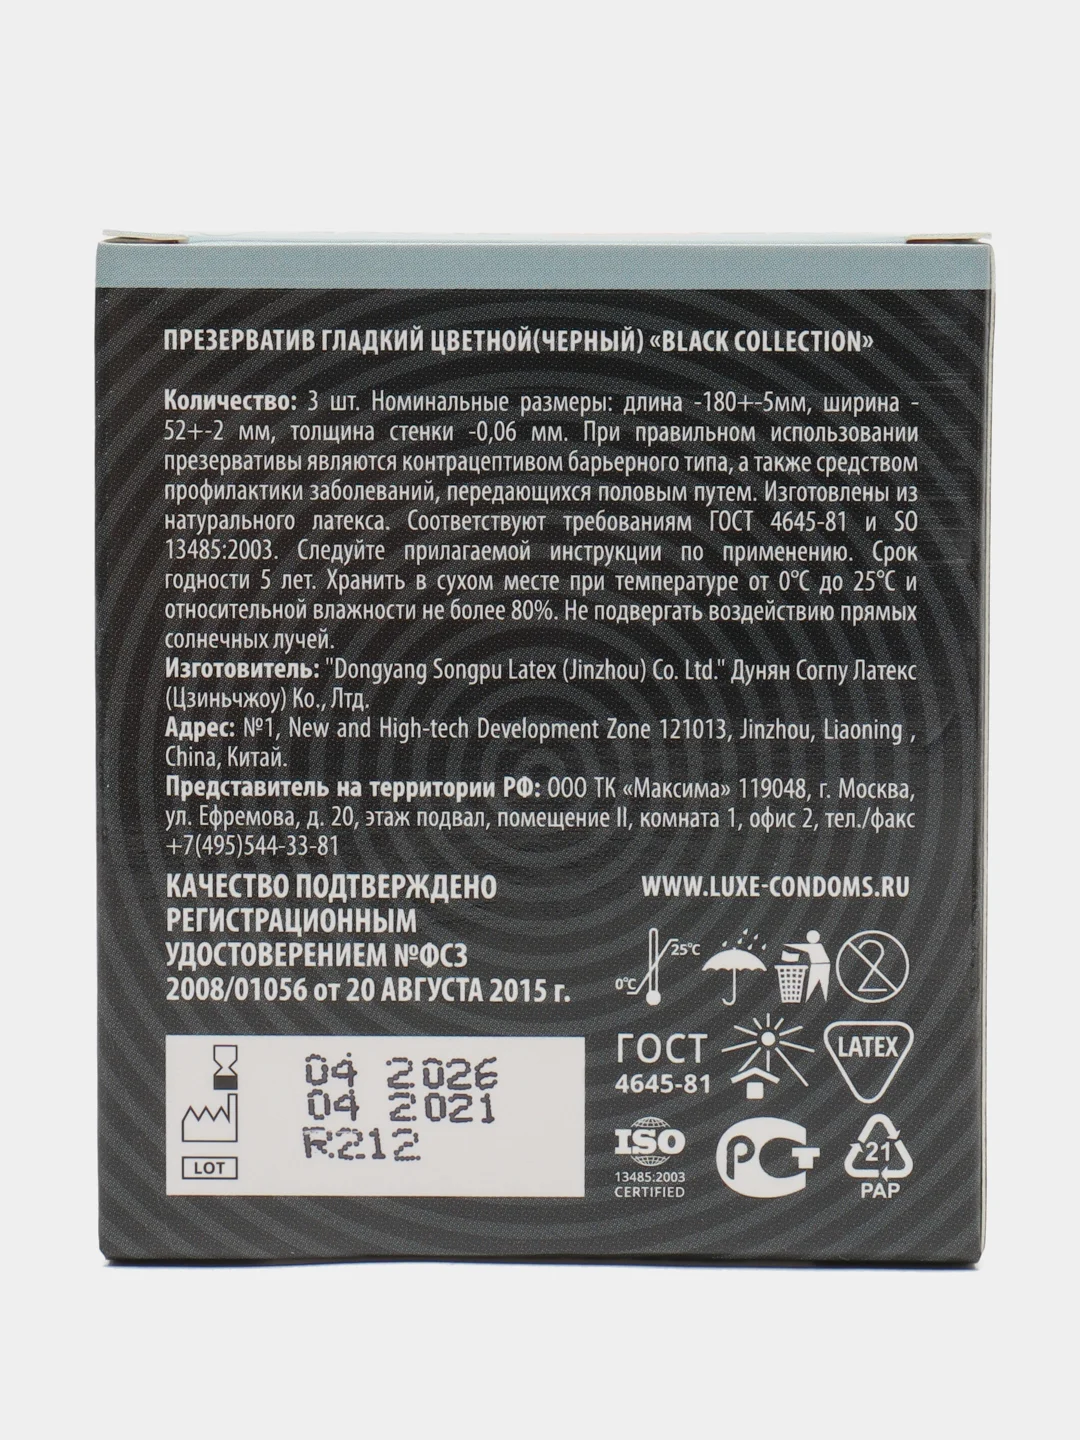 ПРЕЗЕРВАТИВ ГЛАДКИЙ ЦВЕТНОЙ(ЧЕРНЫЙ) «BLACK COLLECTION»
Количество: 3 шт. Номинальные размеры: длина -180+-5мм, ширина -
52+-2 мм, толщина стенки -0,06 мм. При правильном использовании
презервативы являются контрацептивом барьерного типа, а также средством
профилактики заболеваний, передающихся половым путем. Изготовлены из
натурального латекса. Соответствуют требованиям ГОСТ 4645-81 и SO
13485:2003. Следуйте прилагаемой инструкции по применению. Срок
годности 5 лет. Хранить в сухом месте при температуре от 0°C до 25°C и
относительной влажности не более 80%. Не подвергать воздействию прямых
солнечных лучей.
Изготовитель: "Dongyang Songpu Latex (Jinzhou) Co. Ltd." Дунян Согпу Латекс
(Цзиньчжоу) Ко., Лтд.
Адрес: №1, New and High-tech Development Zone 121013, Jinzhou, Liaoning ,
China, Китай.
Представитель на территории РФ: ООО ТК «Максима» 119048, г. Москва,
ул. Ефремова, д. 20, этаж подвал, помещение II, комната 1, офис 2, тел./факс
+7(495)544-33-81
КАЧЕСТВО ПОДТВЕРЖДЕНО
РЕГИСТРАЦИОННЫМ
УДОСТОВЕРЕНИЕМ №ФСЗ
2008/01056 от 20 АВГУСТА 2015 г.
WWW.LUXE-CONDOMS.RU
25°C
0°C
2
ГОСТ
4645-81
LATEX
ISO
13485:2003
CERTIFIED
РСТ
21
PAP
04 2026
04 2021
LOT R212